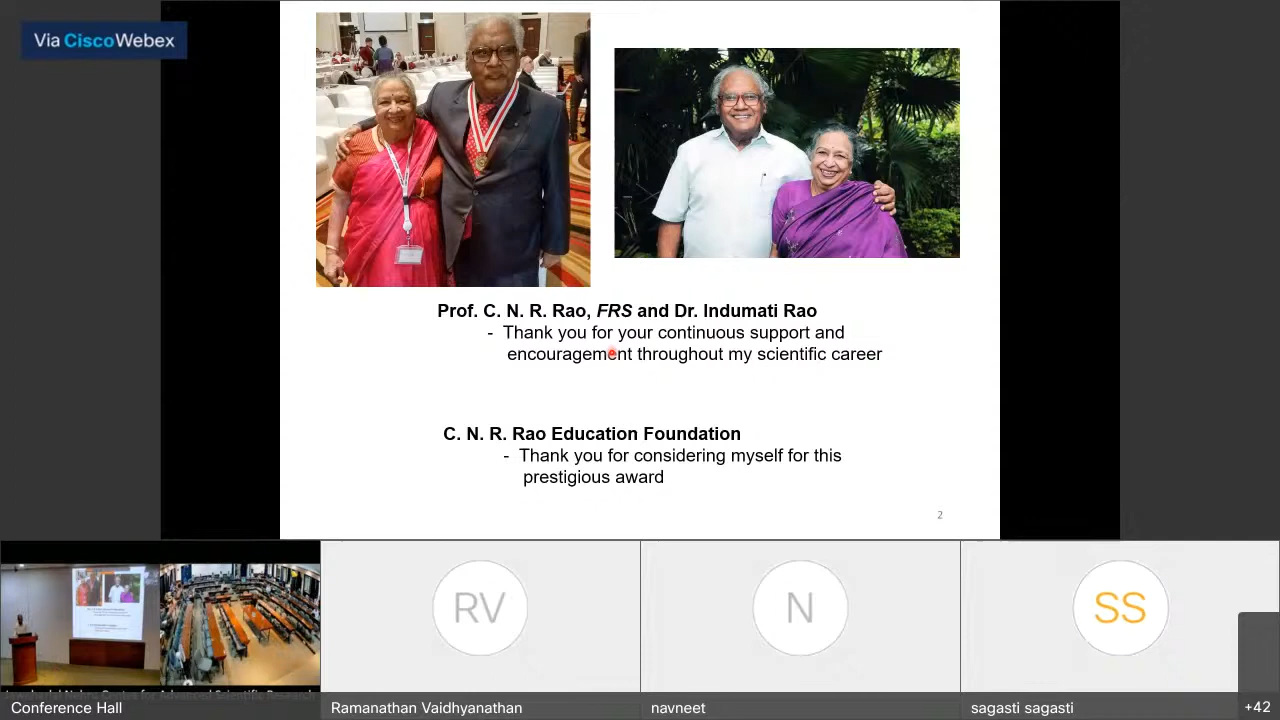 Via CiscoWebex
Prof. C. N. R. Rao, FRS and Dr. Indumati Rao
- Thank you for your continuous support and
encouragement throughout my scientific career
C. N. R. Rao Education Foundation
- Thank you for considering myself for this
prestigious award
2
RV
N
SS
Conference Hall
Ramanathan Vaidhyanathan
navneet
sagasti sagasti
+42